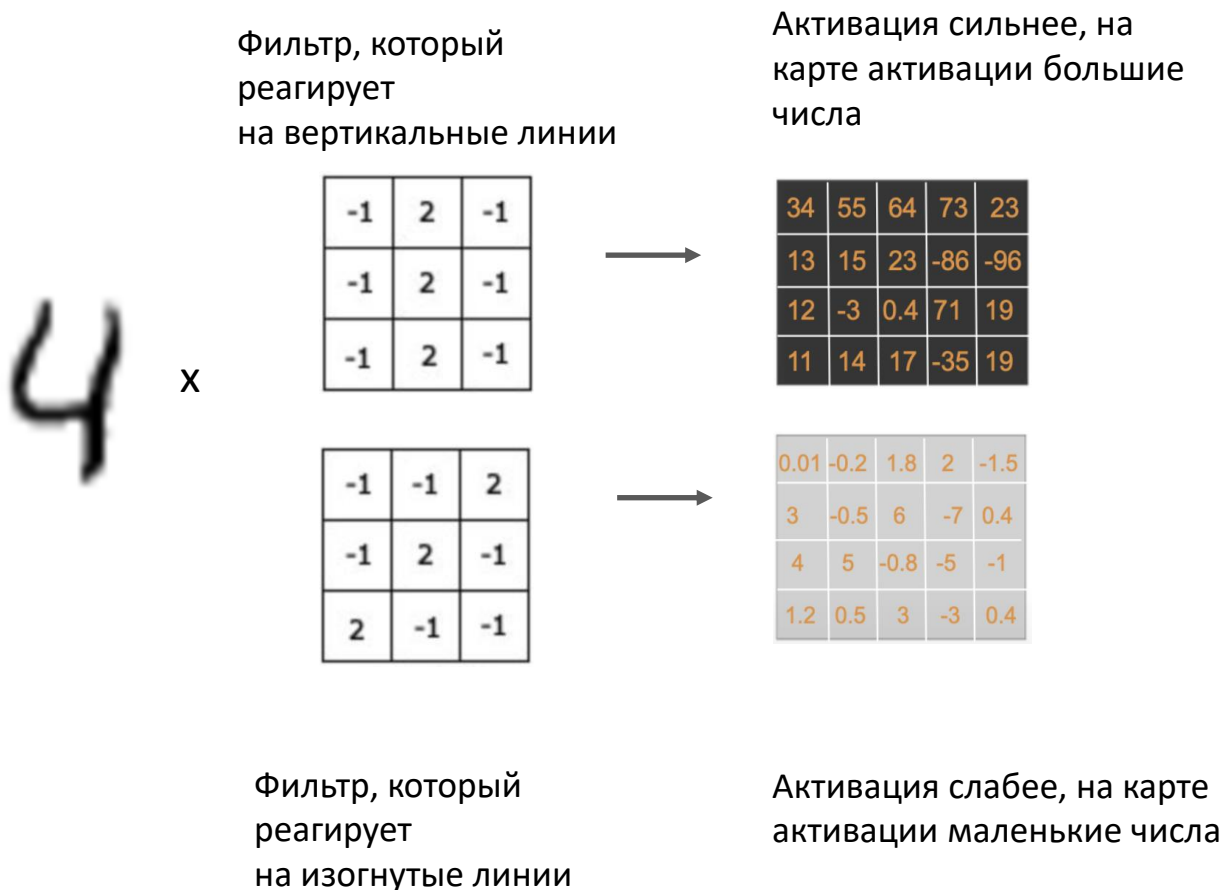 Фильтр, который
реагирует
на вертикальные линии
Активация сильнее, на
карте активации большие
числа
4
x
-1 2 -1
-1 2 -1
-1 2 -1
34 55 64 73 23
13 15 23 -86 -96
12 -3 0.4 71 19
11 14 17 -35 19
-1 -1 2
-1 2 -1
2 -1 -1
0.01 -0.2 1.8 2 -1.5
3 -0.5 6 -7 0.4
4 5 -0.8 -5 -1
1.2 0.5 3 -3 0.4
Фильтр, который
реагирует
на изогнутые линии
Активация слабее, на карте
активации маленькие числа